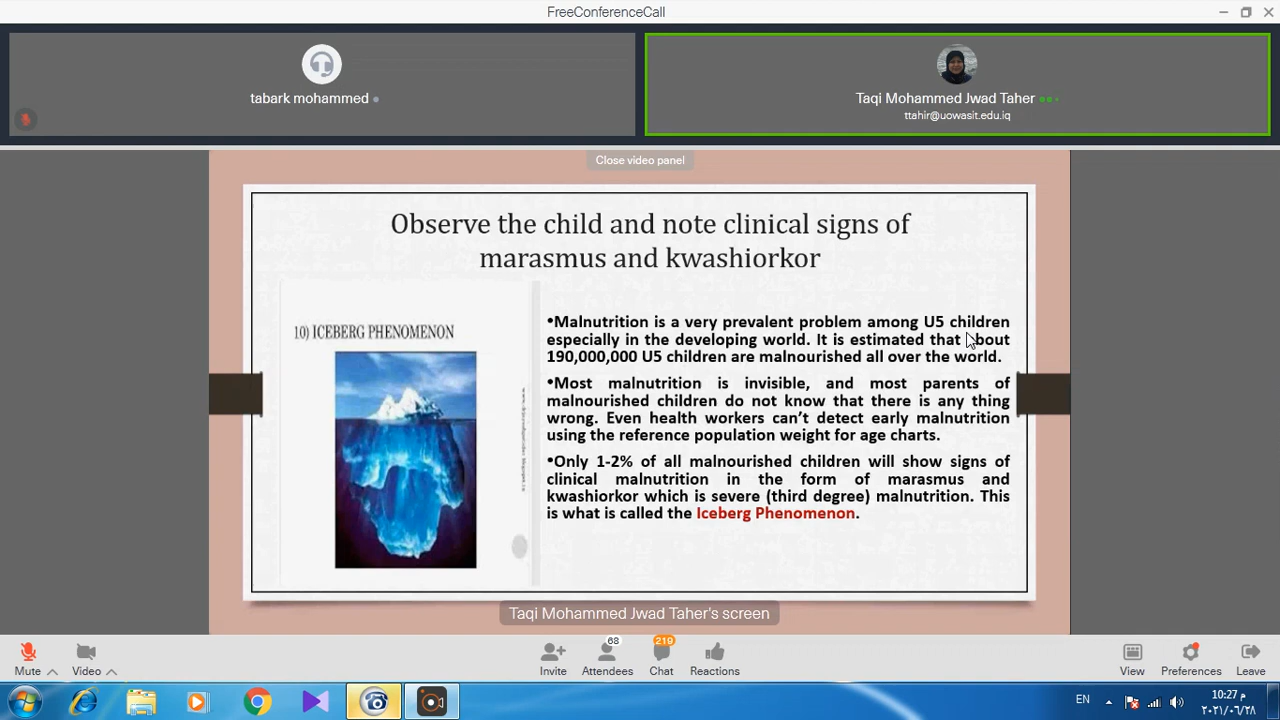 FreeConferenceCall
tabark mohammed
Taqi Mohammed Jwad Taher
ttahir@uowasit.edu.iq
Close video panel
Observe the child and note clinical signs of
marasmus and kwashiorkor
10) ICEBERG PHENOMENON
•Malnutrition is a very prevalent problem among U5 children
especially in the developing world. It is estimated that about
190,000,000 U5 children are malnourished all over the world.
•Most malnutrition is invisible, and most parents of
malnourished children do not know that there is any thing
wrong. Even health workers can't detect early malnutrition
using the reference population weight for age charts.
•Only 1-2% of all malnourished children will show signs of
clinical malnutrition in the form of marasmus and
kwashiorkor which is severe (third degree) malnutrition. This
is what is called the Iceberg Phenomenon.
Taqi Mohammed Jwad Taher's screen
68
219
Mute
Video
Invite
Attendees
Chat
Reactions
View
Preferences
Leave
EN
10:27 م
٢٠٢١/٠٦/٢٨